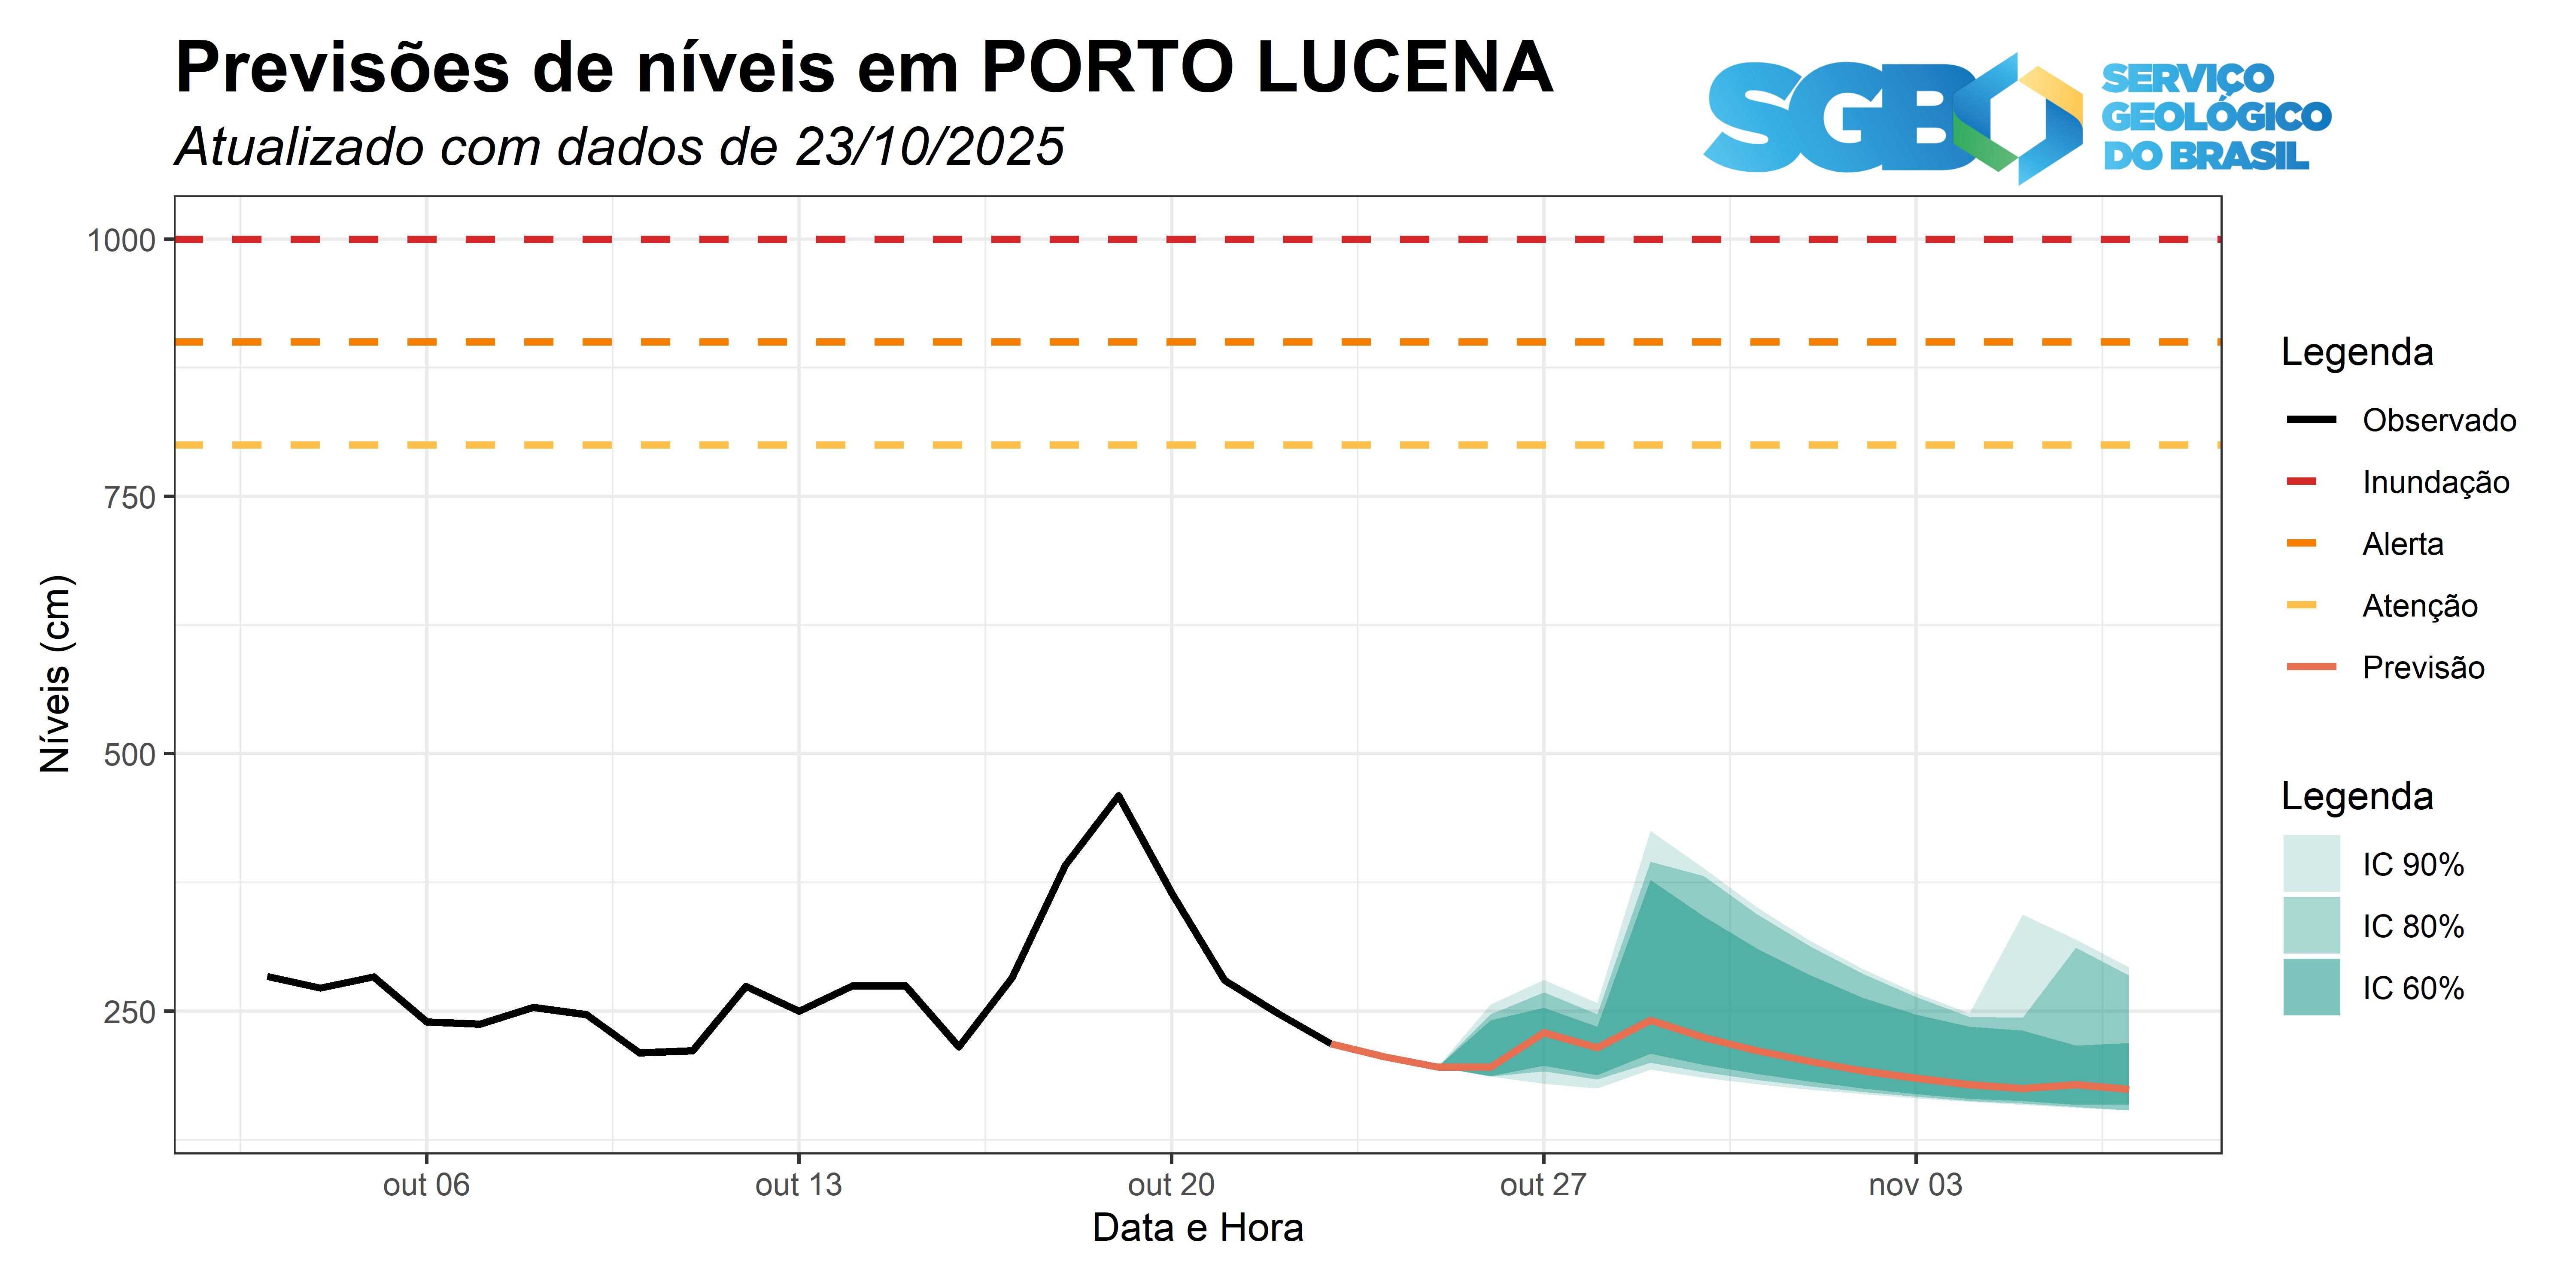 Previsões de níveis em PORTO LUCENA
Atualizado com dados de 23/10/2025
SGB
SERVIÇO
GEOLÓGICO
DO BRASIL
Níveis (cm)
1000
750
500
250
out 06
out 13
out 20
out 27
nov 03
Data e Hora
Legenda
Observado
Inundação
Alerta
Atenção
Previsão
Legenda
IC 90%
IC 80%
IC 60%